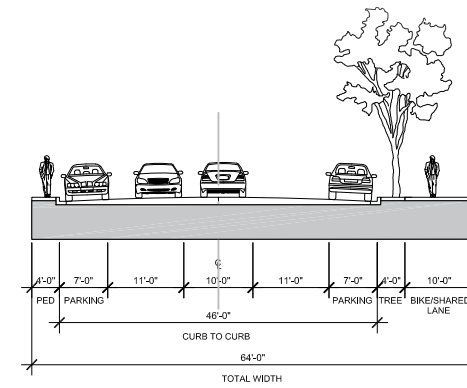 ℄
4'-0" 7'-0" 11'-0" 10'-0" 11'-0" 7'-0" 4'-0" 10'-0"
PED PARKING PARKING TREE BIKE/SHARED
LANE
46'-0"
CURB TO CURB
64'-0"
TOTAL WIDTH